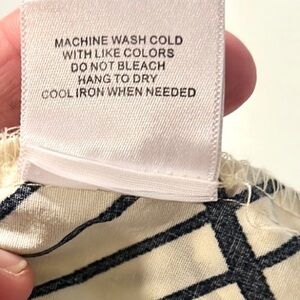 MACHINE WASH COLD
WITH LIKE COLORS
DO NOT BLEACH
HANG TO DRY
COOL IRON WHEN NEEDED